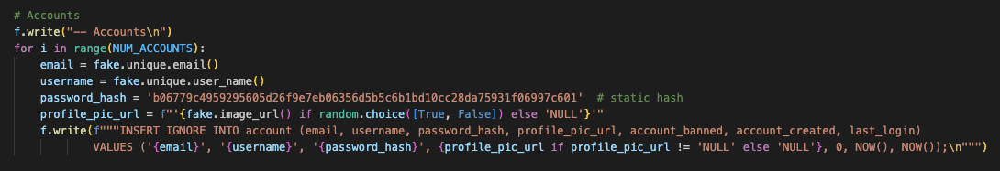 # Accounts
f.write("-- Accounts\n")
for i in range(NUM_ACCOUNTS):
    email = fake.unique.email()
    username = fake.unique.user_name()
    password_hash = 'b06779c4959295605d26f9e7eb06356d5b5c6b1bd10cc28da75931f06997c601'  # static hash
    profile_pic_url = f"'{fake.image_url() if random.choice([True, False]) else 'NULL'}'"
    f.write(f"""INSERT IGNORE INTO account (email, username, password_hash, profile_pic_url, account_banned, account_created, last_login)
            VALUES ('{email}', '{username}', '{password_hash}', {profile_pic_url if profile_pic_url != 'NULL' else 'NULL'}, 0, NOW(), NOW());\n""")